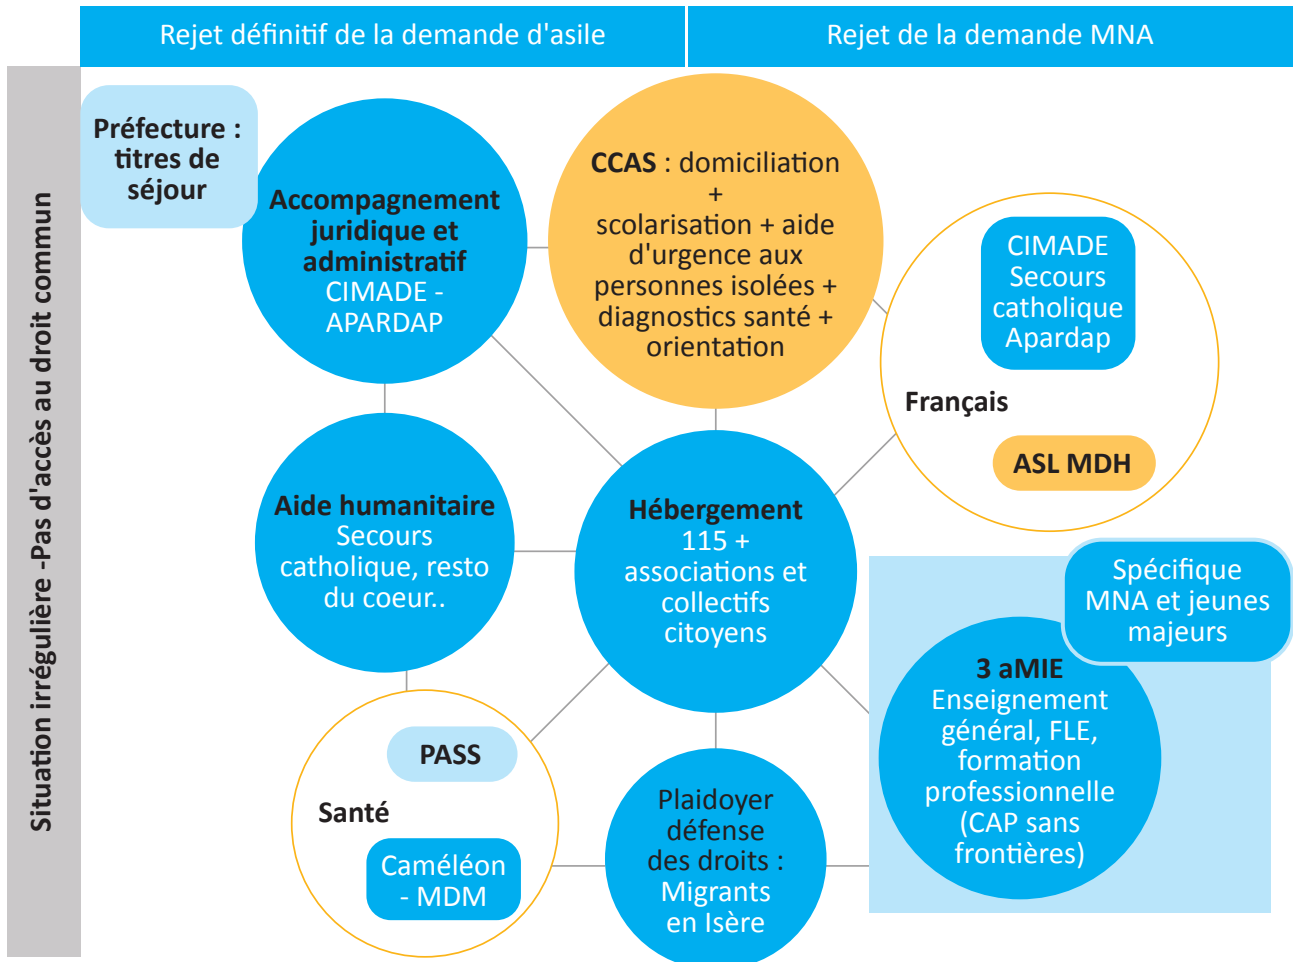 Rejet définitif de la demande d'asile
Rejet de la demande MNA
Situation irrégulière -Pas d'accès au droit commun
Préfecture :
titres de
séjour
Accompagnement
juridique et
administratif
CIMADE -
APARDAP
CCAS : domiciliation
+
scolarisation + aide
d'urgence aux
personnes isolées +
diagnostics santé +
orientation
CIMADE
Secours
catholique
Apardap
Français
ASL MDH
Aide humanitaire
Secours
catholique, resto
du coeur..
Hébergement
115 +
associations et
collectifs
citoyens
Spécifique
MNA et jeunes
majeurs
3 aMIE
Enseignement
général, FLE,
formation
professionnelle
(CAP sans
frontières)
PASS
Santé
Caméléon
- MDM
Plaidoyer
défense
des droits :
Migrants
en Isère